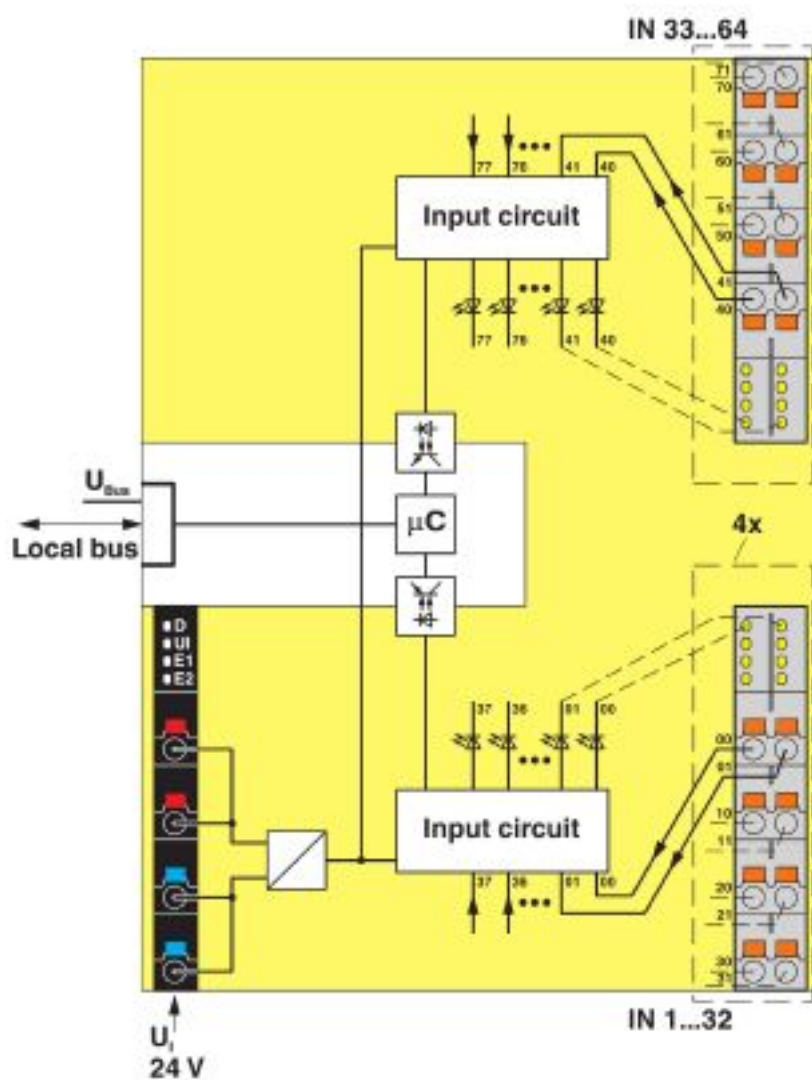 IN 33...64
71
70
61
60
51
50
41
40
77 76 ••• 41 40
Input circuit
•••
77 76 41 40
U Bus
Local bus
µC
4x
D
UI
E1
E2
37 36 01 00
•••
Input circuit
37 36 ••• 01 00
00
01
10
11
20
21
30
31
IN 1...32
UI
24 V